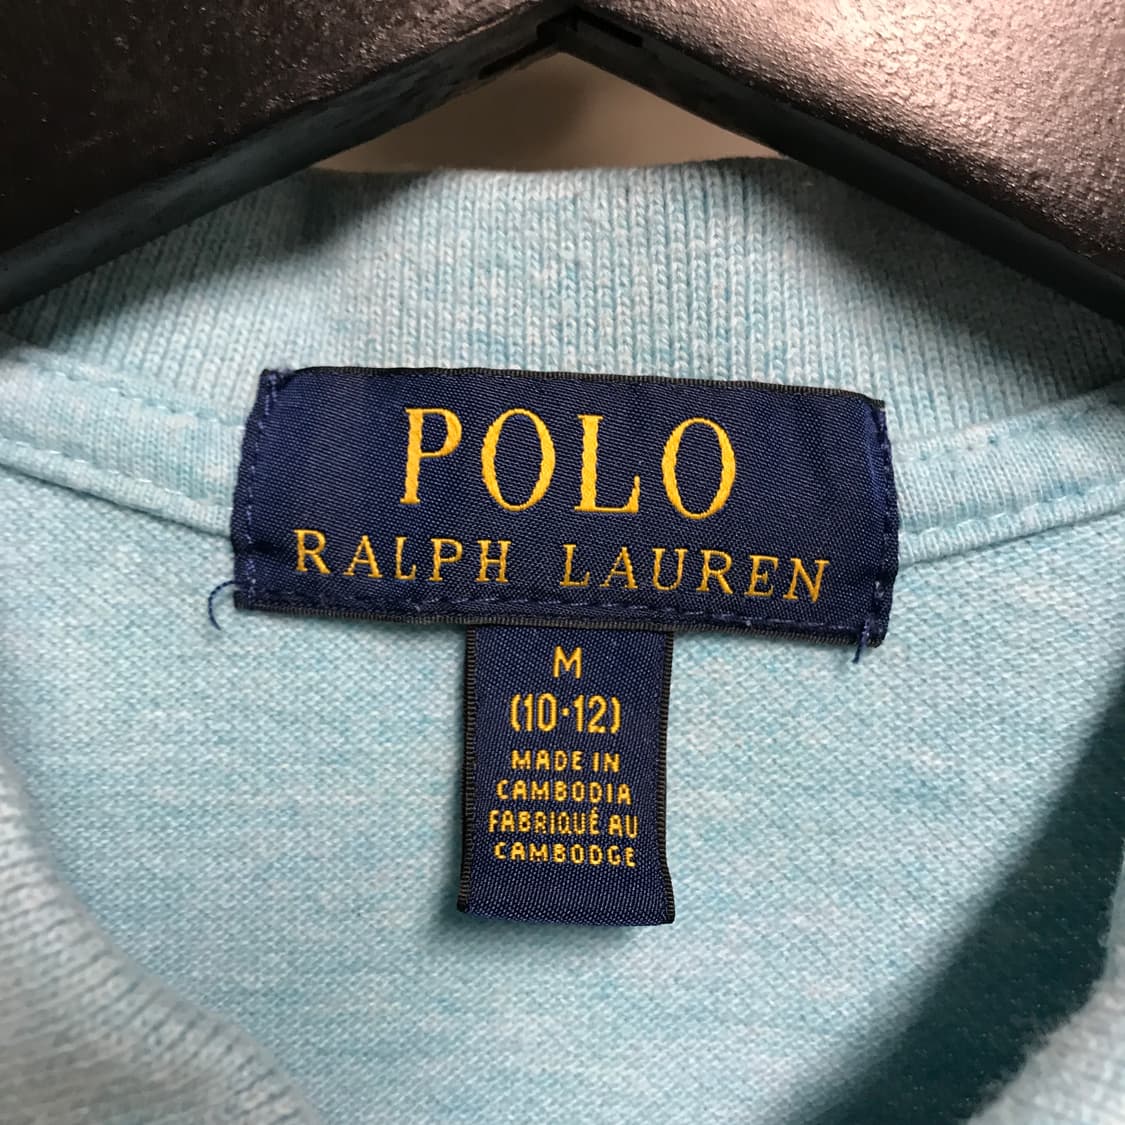 POLO
RALPH LAUREN
M
(10·12)
MADE IN
CAMBODIA
FABRIQUÉ AU
CAMBODGE